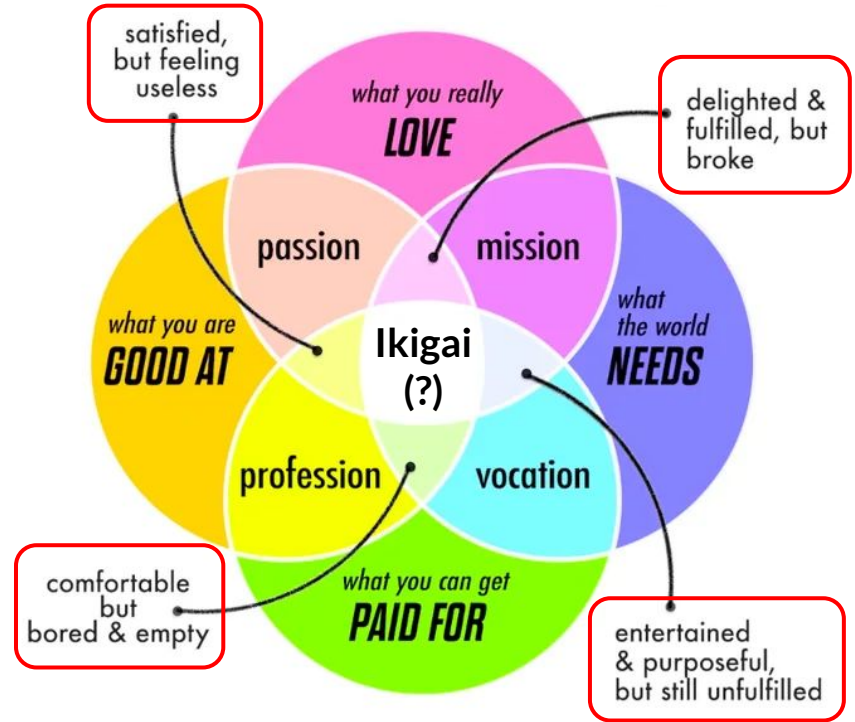 satisfied,
but feeling
useless
what you really
LOVE
delighted &
fulfilled, but
broke
passion
mission
what you are
GOOD AT
Ikigai
(?)
what
the world
NEEDS
profession
vocation
comfortable
but
bored & empty
what you can get
PAID FOR
entertained
& purposeful,
but still unfulfilled